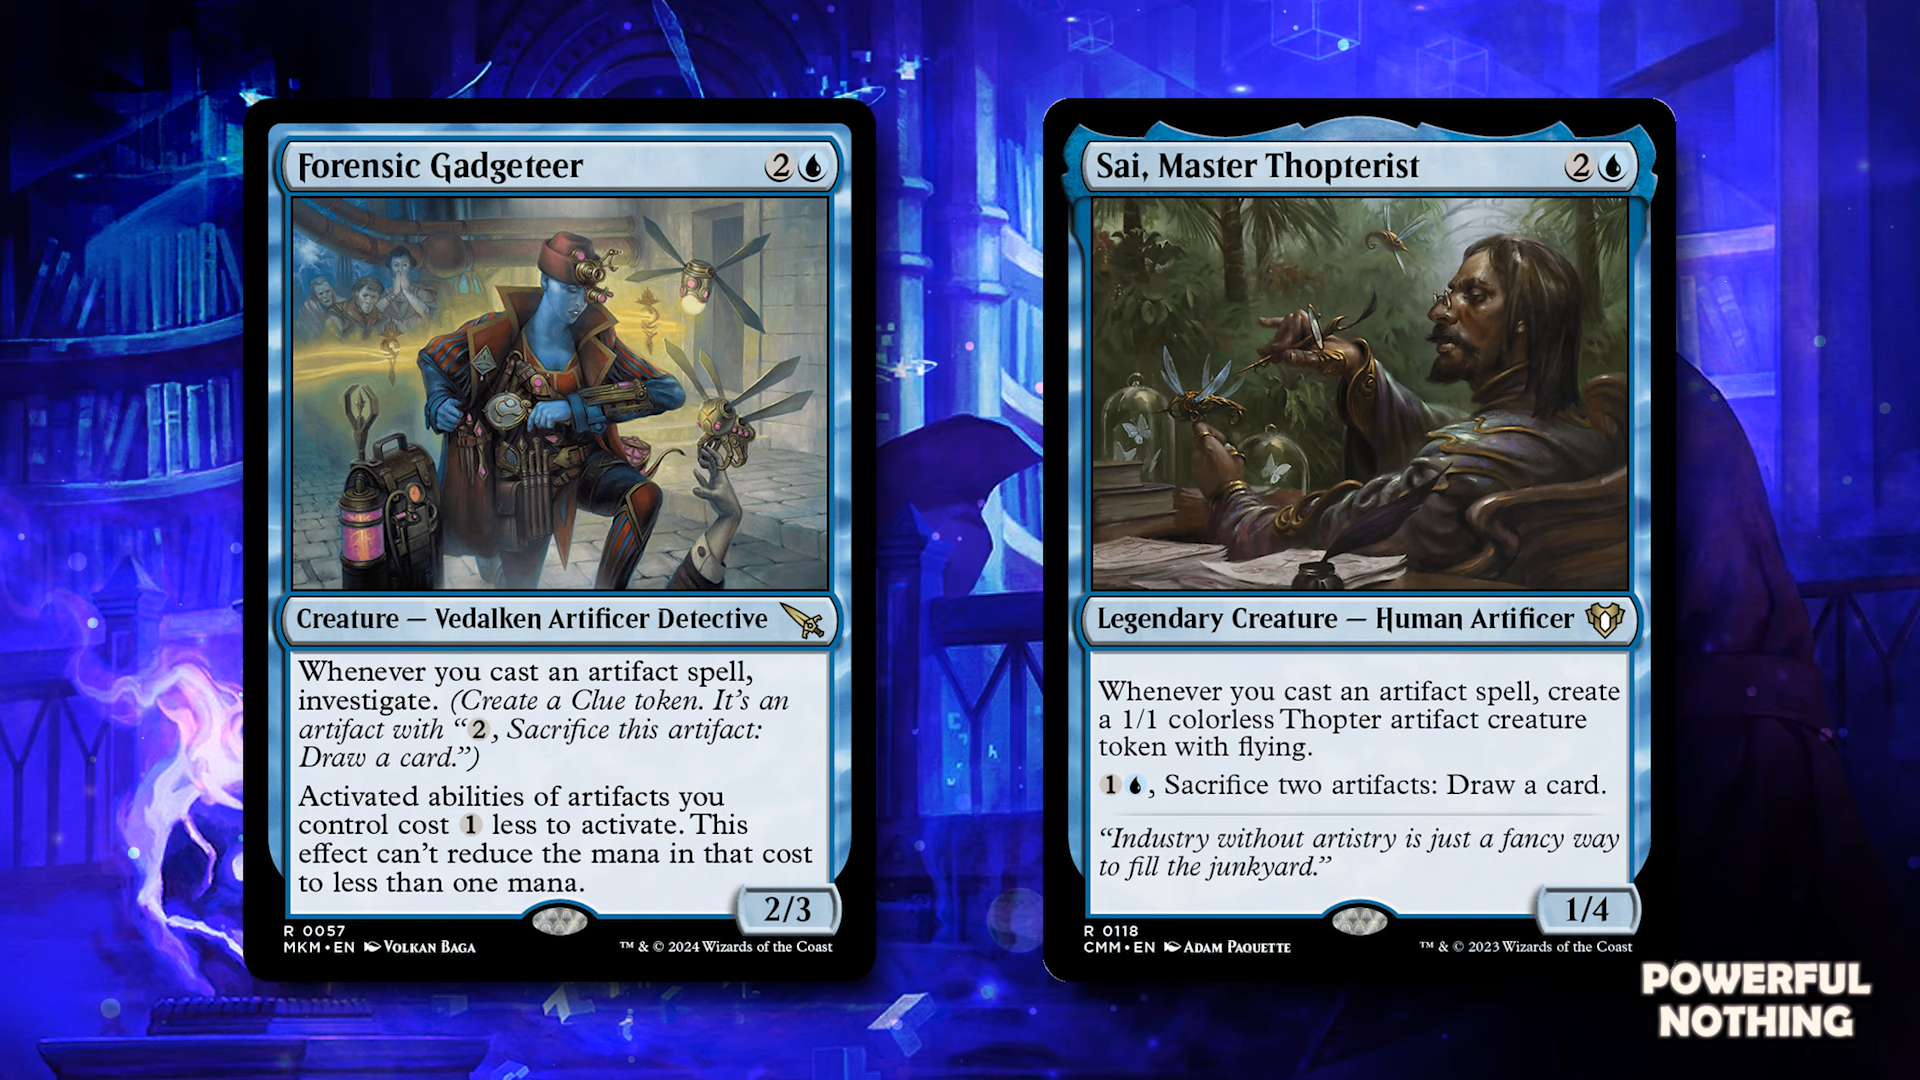 Forensic Gadgeteer 2
Creature — Vedalken Artificer Detective
Whenever you cast an artifact spell,
investigate. (Create a Clue token. It's an
artifact with “2, Sacrifice this artifact:
Draw a card.”)
Activated abilities of artifacts you
control cost 1 less to activate. This
effect can't reduce the mana in that cost
to less than one mana.
2/3
R 0057
MKM • EN VOLKAN BAGA
™ & © 2024 Wizards of the Coast
Sai, Master Thopterist 2
Legendary Creature — Human Artificer
Whenever you cast an artifact spell, create
a 1/1 colorless Thopter artifact creature
token with flying.
1, Sacrifice two artifacts: Draw a card.
“Industry without artistry is just a fancy way
to fill the junkyard.”
1/4
R 0118
CMM • EN ADAM PAQUETTE
™ & © 2023 Wizards of the Coast
POWERFUL
NOTHING